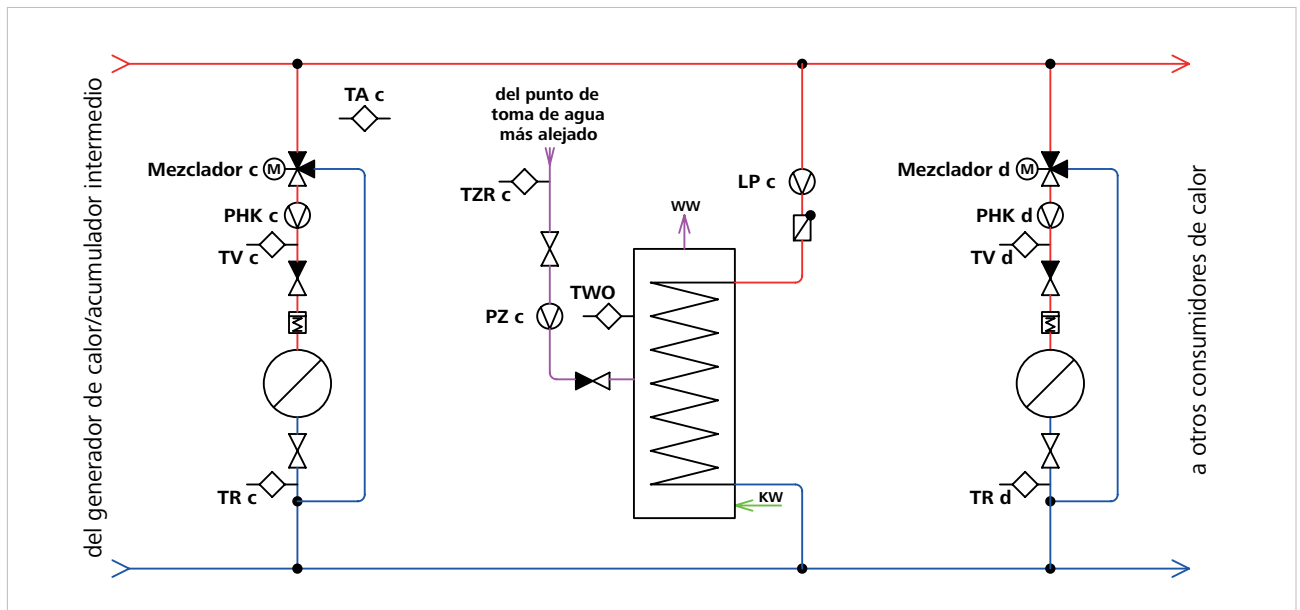 del generador de calor/acumulador intermedio
TA c
Mezclador c
M
PHK c
TV c
TR c
del punto de
toma de agua
más alejado
TZR c
PZ c
TWO
WW
KW
LP c
Mezclador d
M
PHK d
TV d
TR d
a otros consumidores de calor